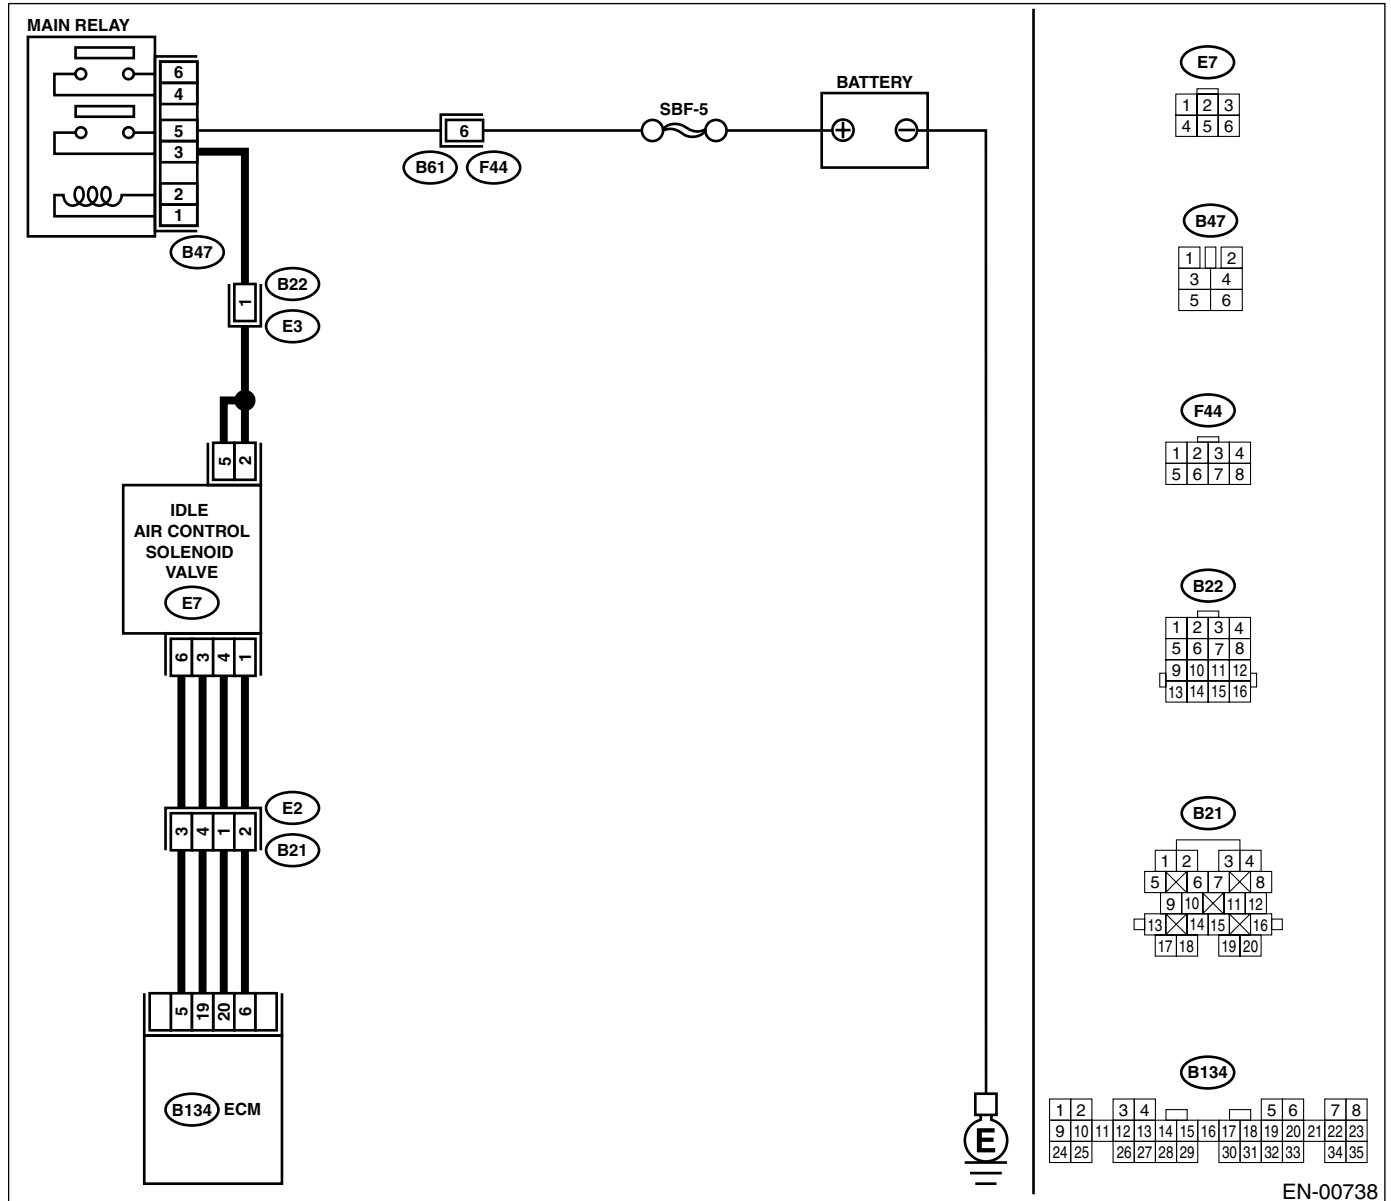 MAIN RELAY
6
4
5
3
2
1
B47
6
B61 F44
SBF-5
BATTERY
+ −
1
B22
E3
5 2
IDLE
AIR CONTROL
SOLENOID
VALVE
E7
6 3 4 1
E2
3 4 1 2
B21
5 19 20 6
B134 ECM
E
E7
1 2 3
4 5 6
B47
1 2
3 4
5 6
F44
1 2 3 4
5 6 7 8
B22
1 2 3 4
5 6 7 8
9 10 11 12
13 14 15 16
B21
1 2 3 4
5 6 7 8
9 10 11 12
13 14 15 16
17 18 19 20
B134
1 2 3 4 5 6 7 8
9 10 11 12 13 14 15 16 17 18 19 20 21 22 23
24 25 26 27 28 29 30 31 32 33 34 35
EN-00738